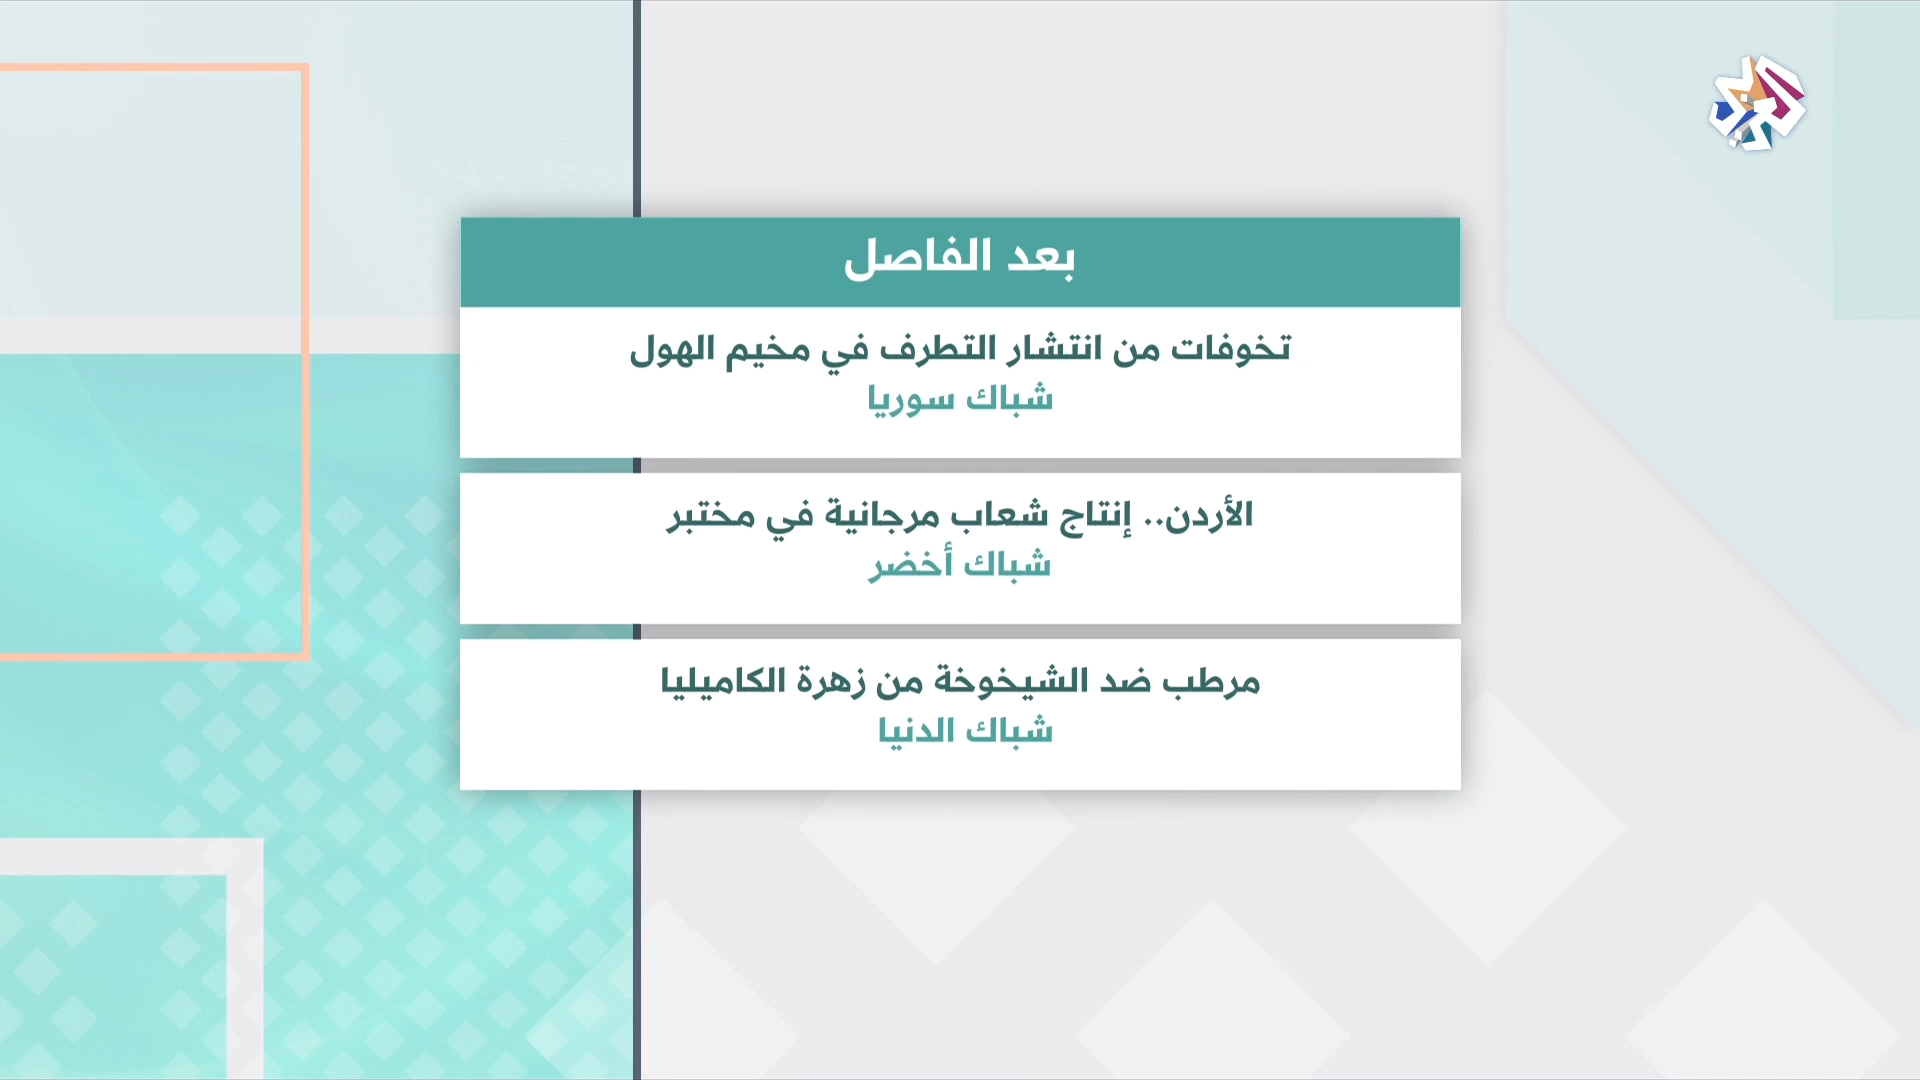 بعد الفاصل
تخوفات من انتشار التطرف في مخيم الهول
شباك سوريا
الأردن.. إنتاج شعاب مرجانية في مختبر
شباك أخضر
مرطب ضد الشيخوخة من زهرة الكاميليا
شباك الدنيا